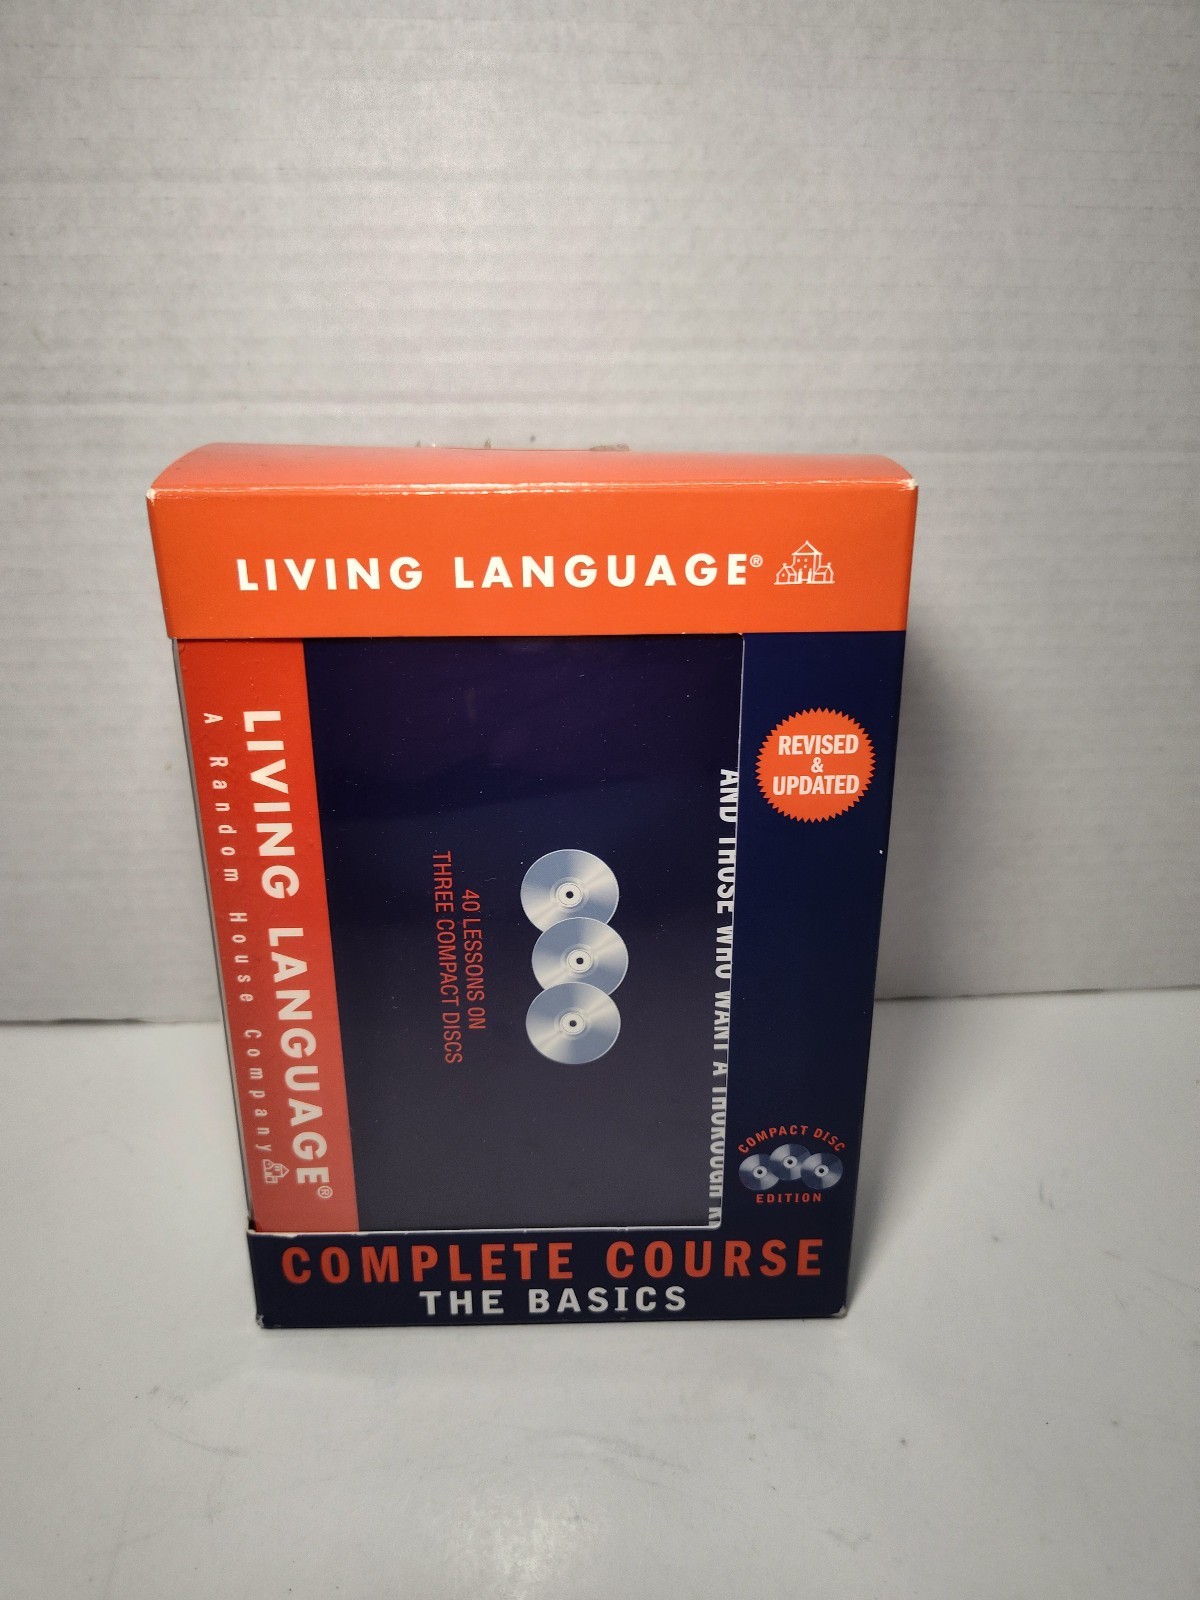 LIVING LANGUAGE®
LIVING LANGUAGE®
A Random House Company
40 LESSONS ON
THREE COMPACT DISCS
AND THOSE WHO WANT A THOROUGH
REVISED
&
UPDATED
COMPACT DISC
EDITION
COMPLETE COURSE
THE BASICS